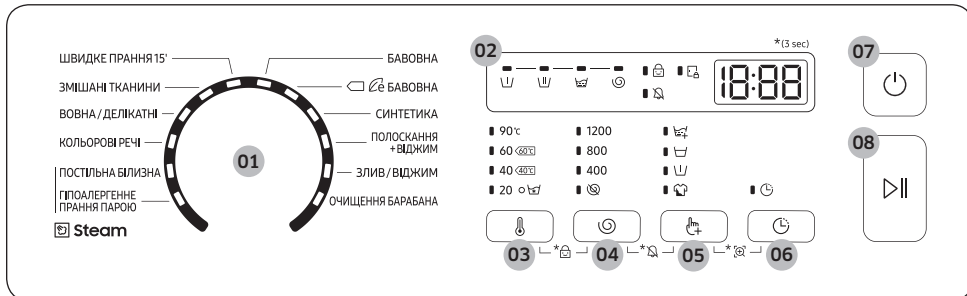 *(3 sec)
02
07
ШВИДКЕ ПРАННЯ 15'
БАВОВНА
ЗМІШАНІ ТКАНИНИ
ė БАВОВНА
18:88
ВОВНА / ДЕЛІКАТНІ
СИНТЕТИКА
КОЛЬОРОВІ РЕЧІ
ПОЛОСКАННЯ
+ВІДЖИМ
01
90℃
1200
08
60 60℃
800
ПОСТІЛЬНА БІЛИЗНА
ЗЛИВ / ВІДЖИМ
40 40℃
400
ГІПОАЛЕРГЕННЕ
ПРАННЯ ПАРОЮ
ОЧИЩЕННЯ БАРАБАНА
20
Steam
03
*
04
*
05
*
06